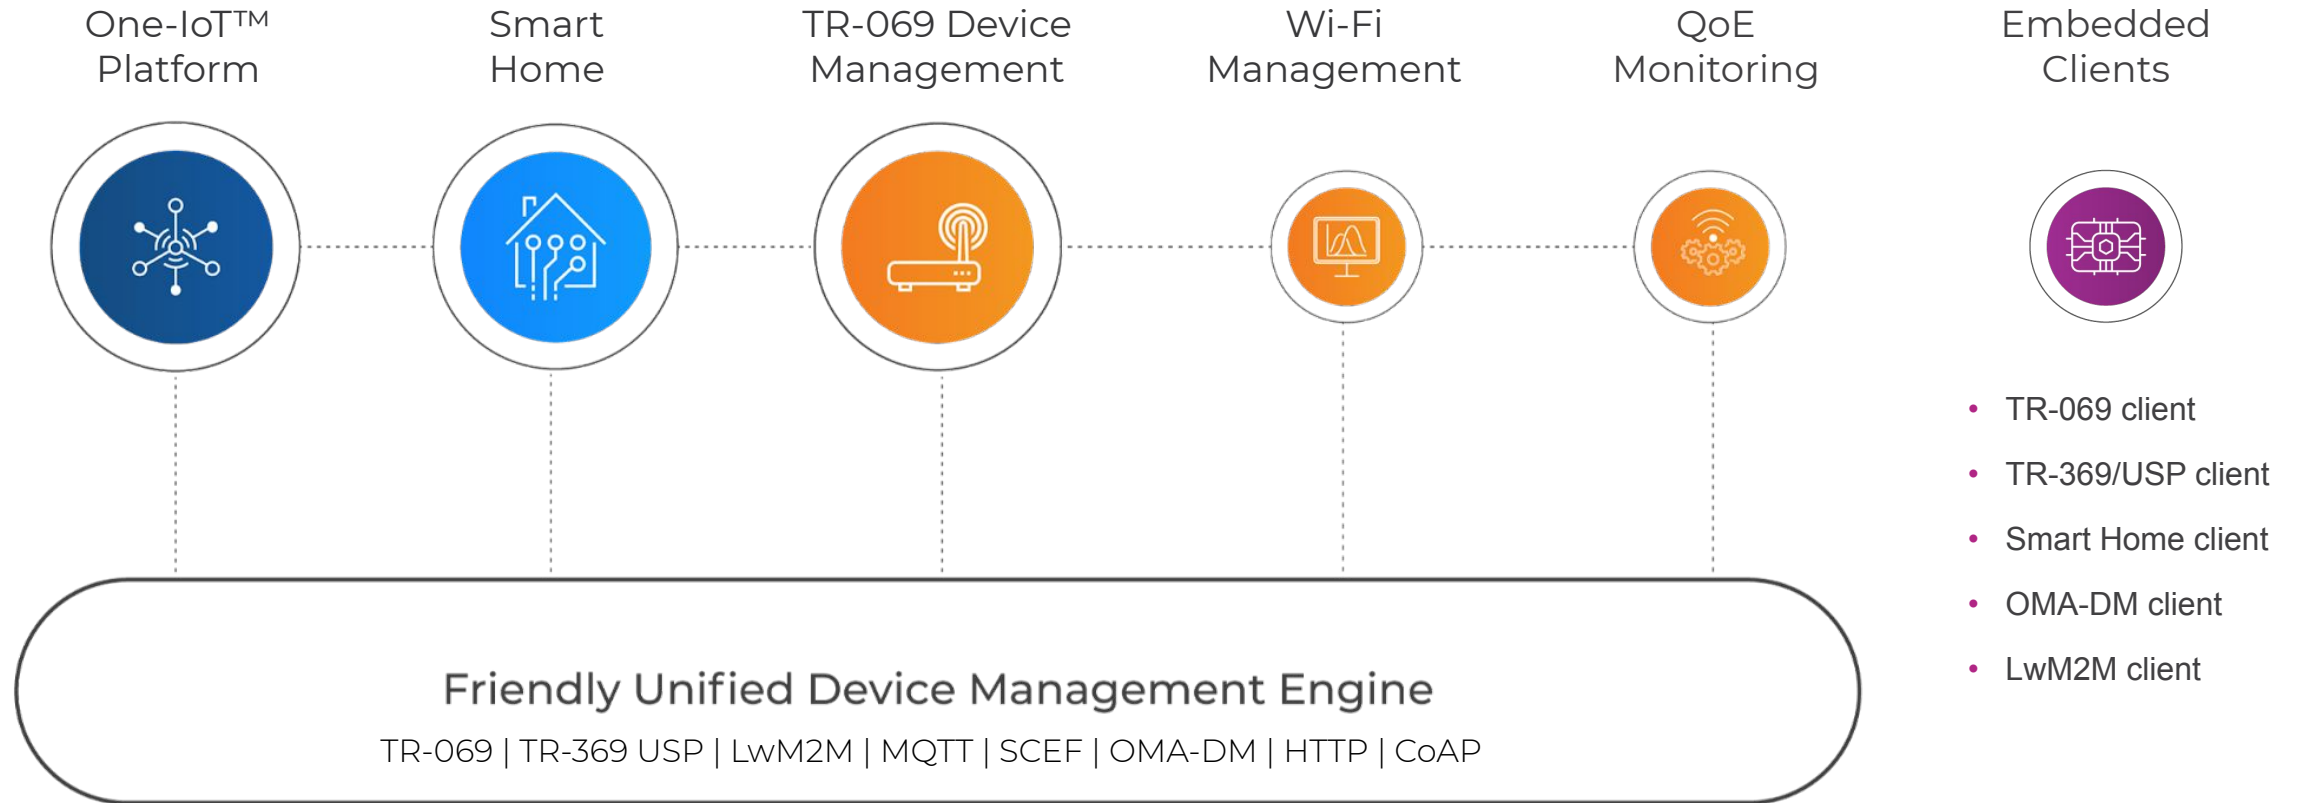 One-IoT™
Platform
Smart
Home
TR-069 Device
Management
Wi-Fi
Management
QoE
Monitoring
Embedded
Clients
• TR-069 client
• TR-369/USP client
• Smart Home client
• OMA-DM client
• LwM2M client
Friendly Unified Device Management Engine
TR-069 | TR-369 USP | LwM2M | MQTT | SCEF | OMA-DM | HTTP | CoAP